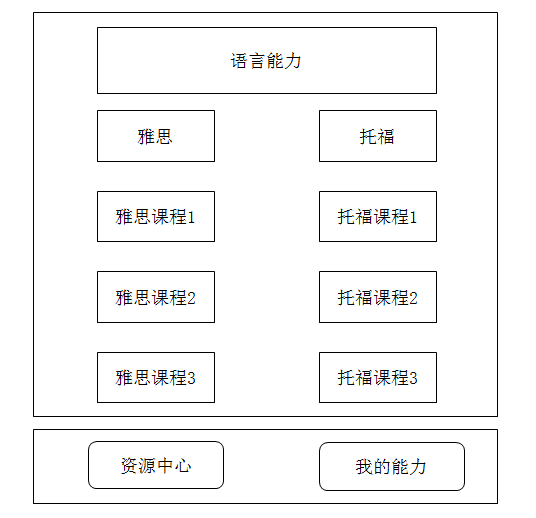 语言能力
雅思
托福
雅思课程1
托福课程1
雅思课程2
托福课程2
雅思课程3
托福课程3
资源中心
我的能力